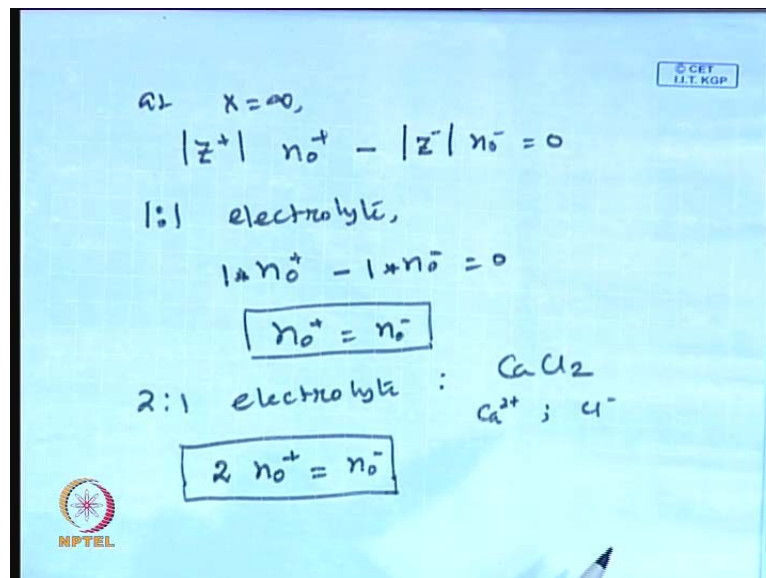 © CET
I.I.T. KGP
at x = ∞,
|z⁺| n₀⁺ - |z⁻| n₀⁻ = 0
1:1 electrolyte,
1 * n₀⁺ - 1 * n₀⁻ = 0
n₀⁺ = n₀⁻
2:1 electrolyte : CaCl2
Ca²⁺ ; Cl⁻
2 n₀⁺ = n₀⁻
NPTEL